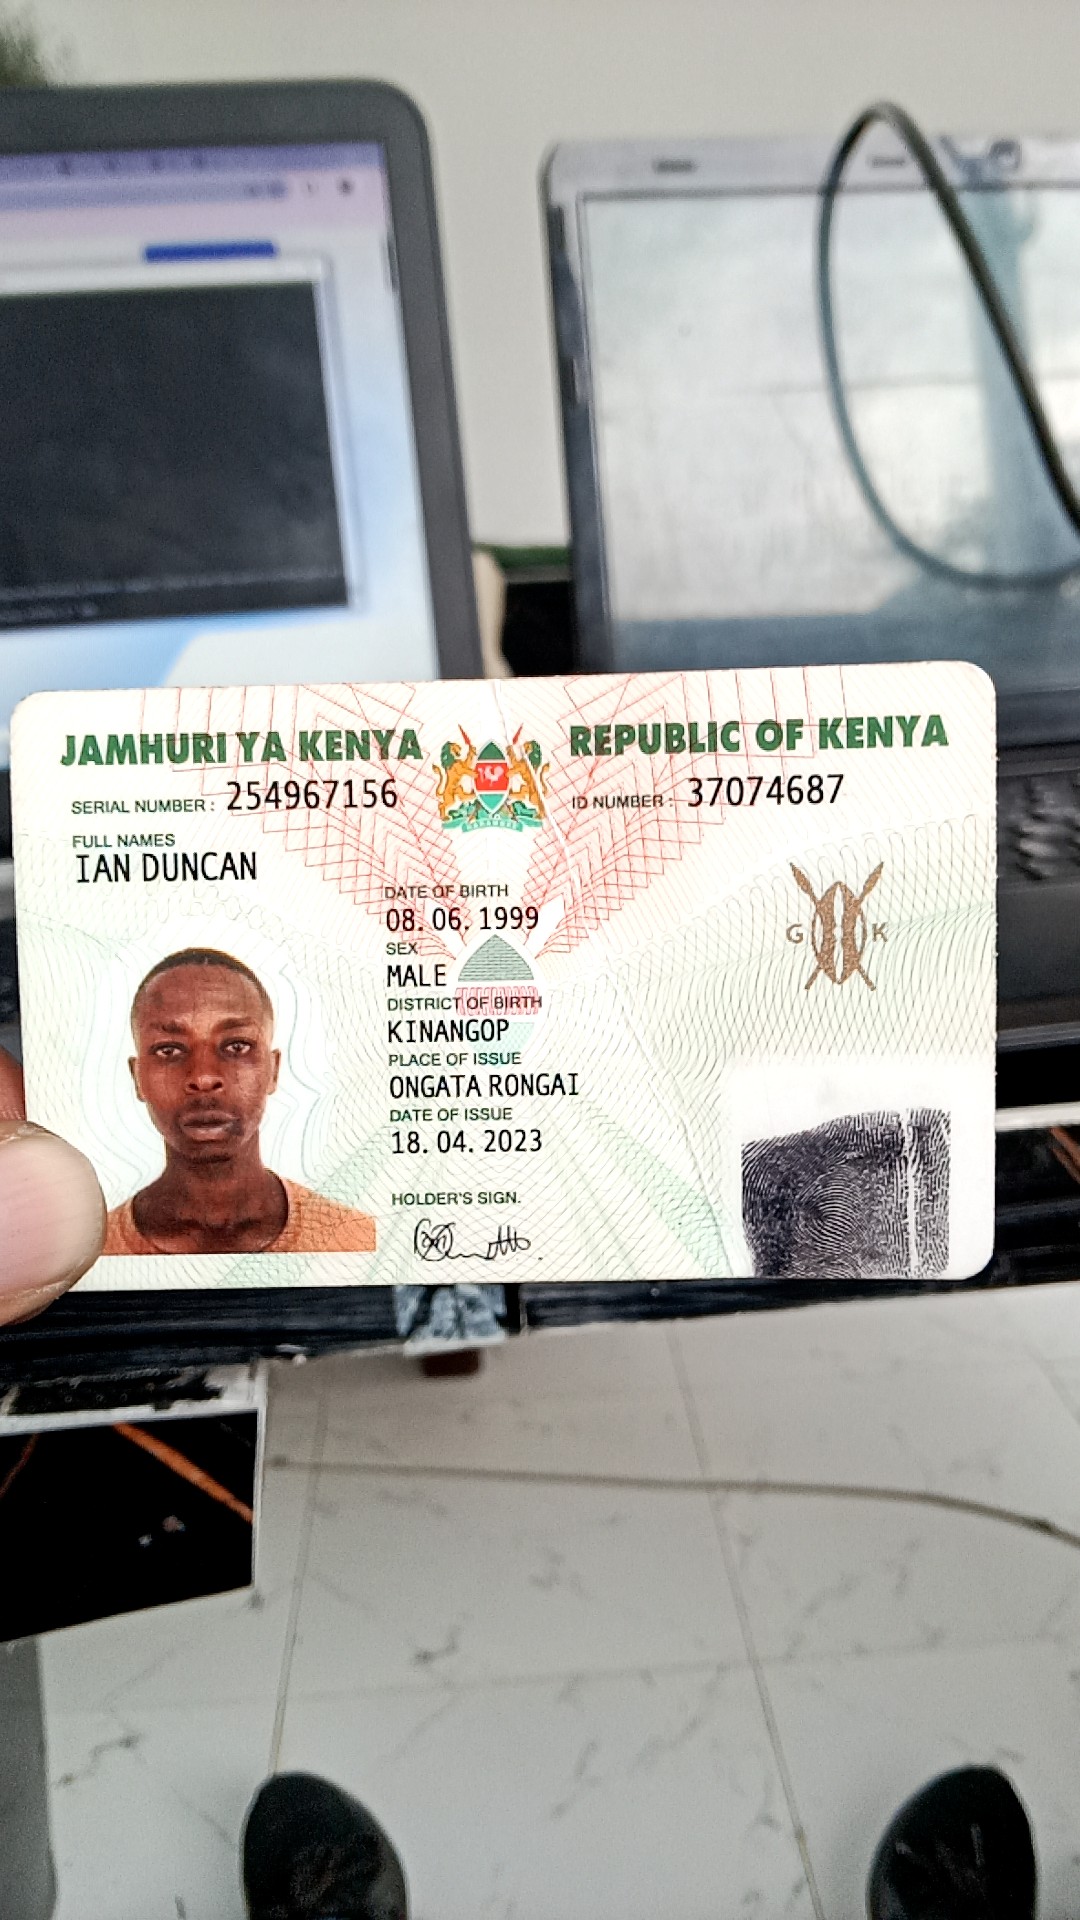 JAMHURI YA KENYA
REPUBLIC OF KENYA
SERIAL NUMBER : 254967156
ID NUMBER : 37074687
FULL NAMES
IAN DUNCAN
DATE OF BIRTH
08. 06. 1999
SEX
MALE
DISTRICT OF BIRTH
KINANGOP
PLACE OF ISSUE
ONGATA RONGAI
DATE OF ISSUE
18. 04. 2023
HOLDER'S SIGN.
G K